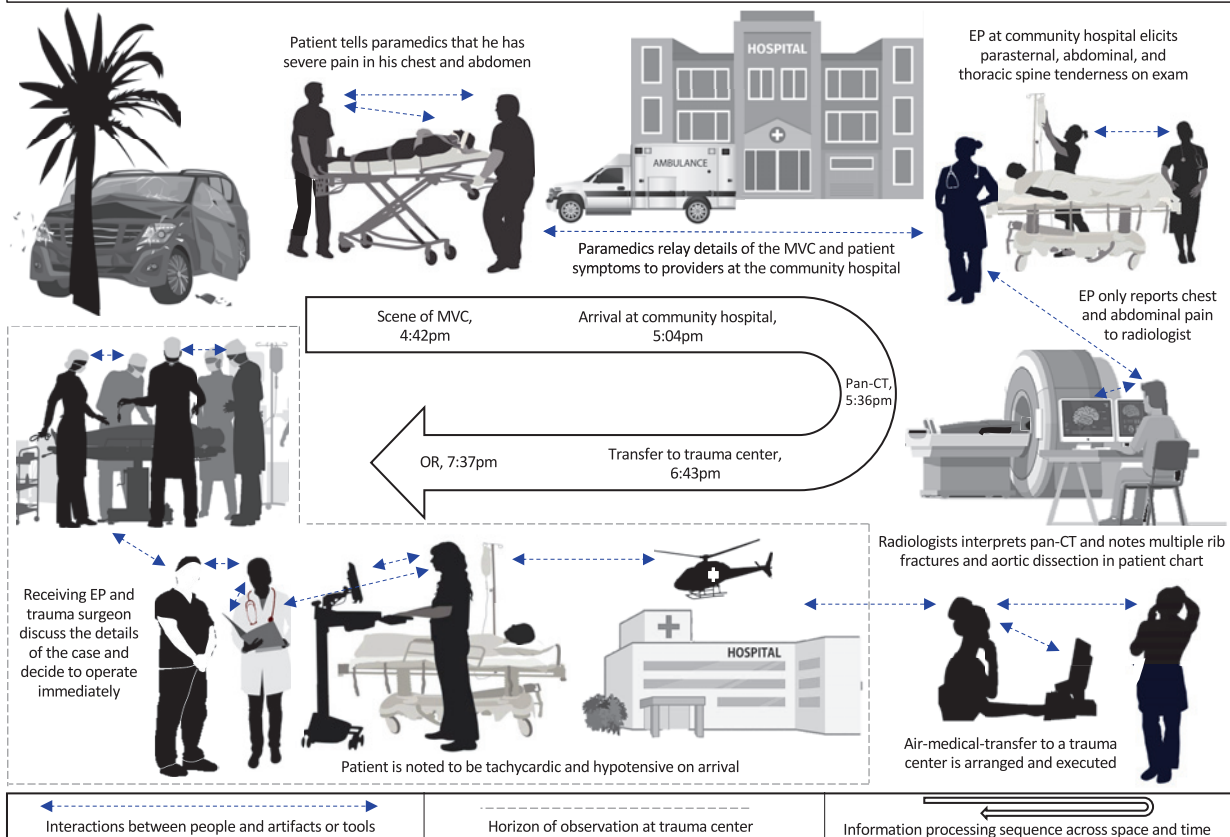 Patient tells paramedics that he has
severe pain in his chest and abdomen
HOSPITAL
AMBULANCE
EP at community hospital elicits
parasternal, abdominal, and
thoracic spine tenderness on exam
Paramedics relay details of the MVC and patient
symptoms to providers at the community hospital
EP only reports chest
and abdominal pain
to radiologist
Scene of MVC,
4:42pm
Arrival at community hospital,
5:04pm
Pan-CT,
5:36pm
Transfer to trauma center,
6:43pm
OR, 7:37pm
Radiologists interprets pan-CT and notes multiple rib
fractures and aortic dissection in patient chart
Receiving EP and
trauma surgeon
discuss the details
of the case and
decide to operate
immediately
HOSPITAL
Patient is noted to be tachycardic and hypotensive on arrival
Air-medical-transfer to a trauma
center is arranged and executed
Interactions between people and artifacts or tools
Horizon of observation at trauma center
Information processing sequence across space and time